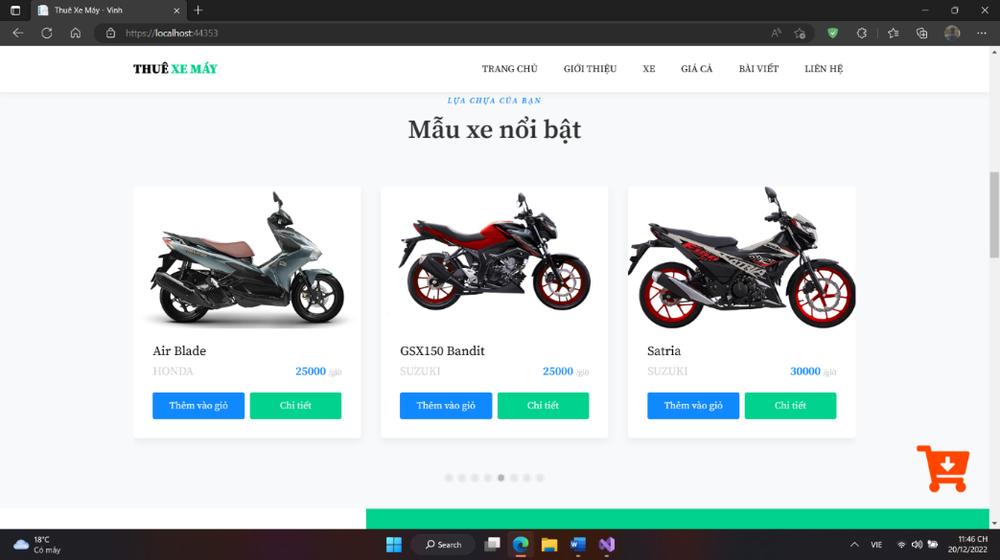 Thuê Xe Máy - Vinh
https://localhost:44353
THUÊ XE MÁY
TRANG CHỦ GIỚI THIỆU XE GIÁ CẢ BÀI VIẾT LIÊN HỆ
LỰA CHỰA CỦA BẠN
Mẫu xe nổi bật
Air Blade
HONDA 25000 /giờ
Thêm vào giỏ Chi tiết
GSX150 Bandit
SUZUKI 25000 /giờ
Thêm vào giỏ Chi tiết
Satria
SUZUKI 30000 /giờ
Thêm vào giỏ Chi tiết
18°C
Có mây
Search
VIE
11:46 CH
20/12/2022